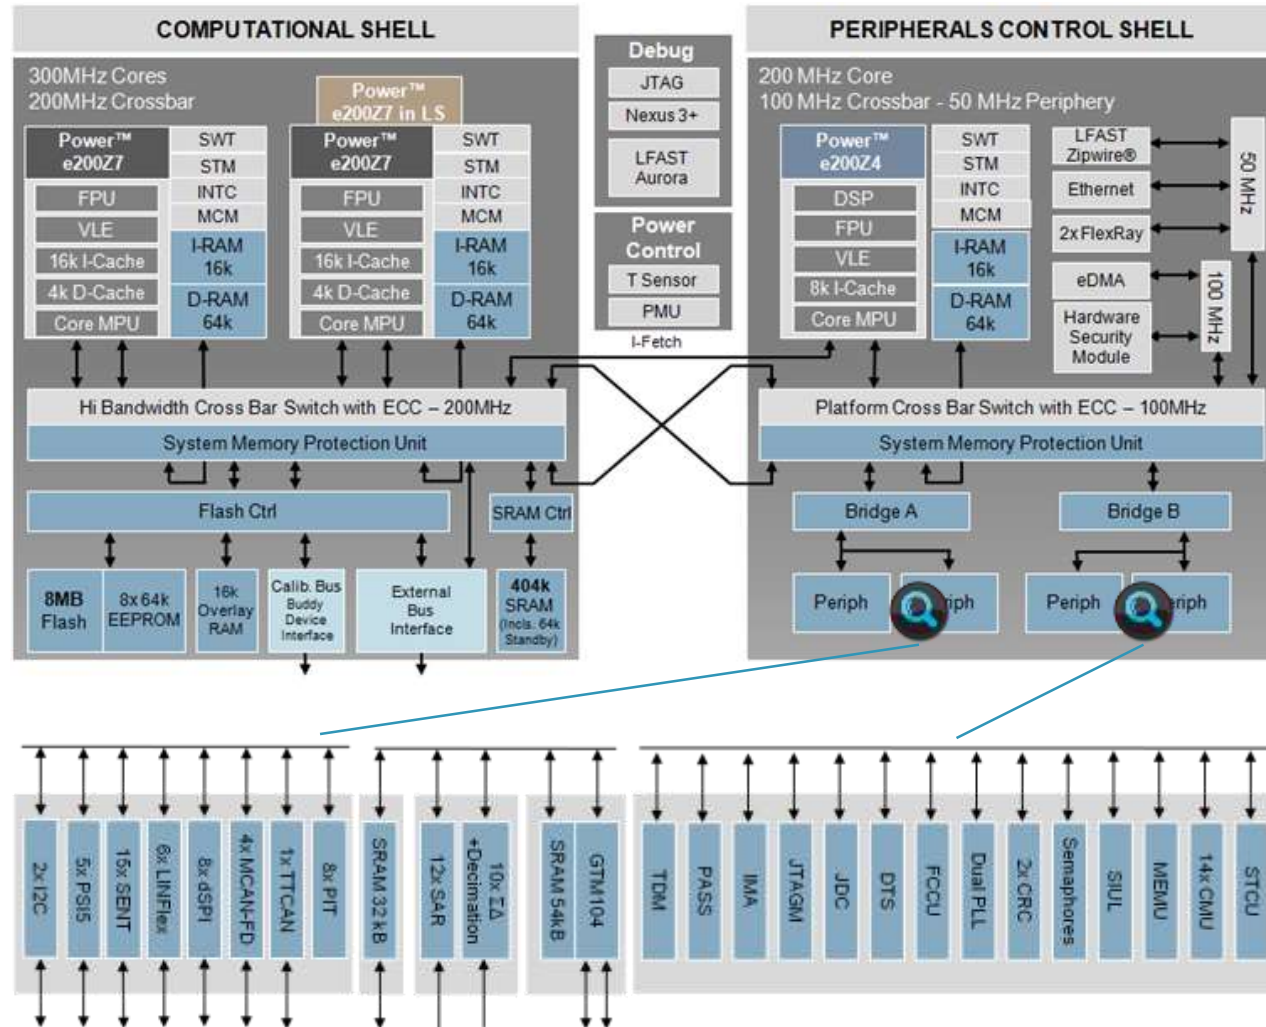 COMPUTATIONAL SHELL
300MHz Cores
200MHz Crossbar
Power™
e200Z7 in LS
Power™
e200Z7
FPU
VLE
16k I-Cache
4k D-Cache
Core MPU
SWT
STM
INTC
MCM
I-RAM
16k
D-RAM
64k
Power™
e200Z7
FPU
VLE
16k I-Cache
4k D-Cache
Core MPU
SWT
STM
INTC
MCM
I-RAM
16k
D-RAM
64k
Hi Bandwidth Cross Bar Switch with ECC – 200MHz
System Memory Protection Unit
Flash Ctrl
SRAM Ctrl
8MB
Flash
8x 64k
EEPROM
16k
Overlay
RAM
Calib. Bus
Buddy
Device
Interface
External
Bus
Interface
404k
SRAM
(Incls. 64k
Standby)
Debug
JTAG
Nexus 3+
LFAST
Aurora
Power
Control
T Sensor
PMU
I-Fetch
PERIPHERALS CONTROL SHELL
200 MHz Core
100 MHz Crossbar - 50 MHz Periphery
Power™
e200Z4
DSP
FPU
VLE
8k I-Cache
Core MPU
SWT
STM
INTC
MCM
I-RAM
16k
D-RAM
64k
LFAST
Zipwire®
Ethernet
2x FlexRay
eDMA
Hardware
Security
Module
50 MHz
100 MHz
Platform Cross Bar Switch with ECC – 100MHz
System Memory Protection Unit
Bridge A
Bridge B
Periph
riph
Periph
eriph
2x I2C
5x PSI5
15x SENT
6x LINFlex
8x dSPI
4x MCAN-FD
1x TTCAN
8x PIT
SRAM 32 kB
12x SAR
10x ΣΔ
+Decimation
SRAM 54kB
GTM104
TDM
PASS
IMA
JTAGM
JDC
DTS
FCCU
Dual PLL
2x CRC
Semaphores
SIUL
MEMU
14x CMU
STCU